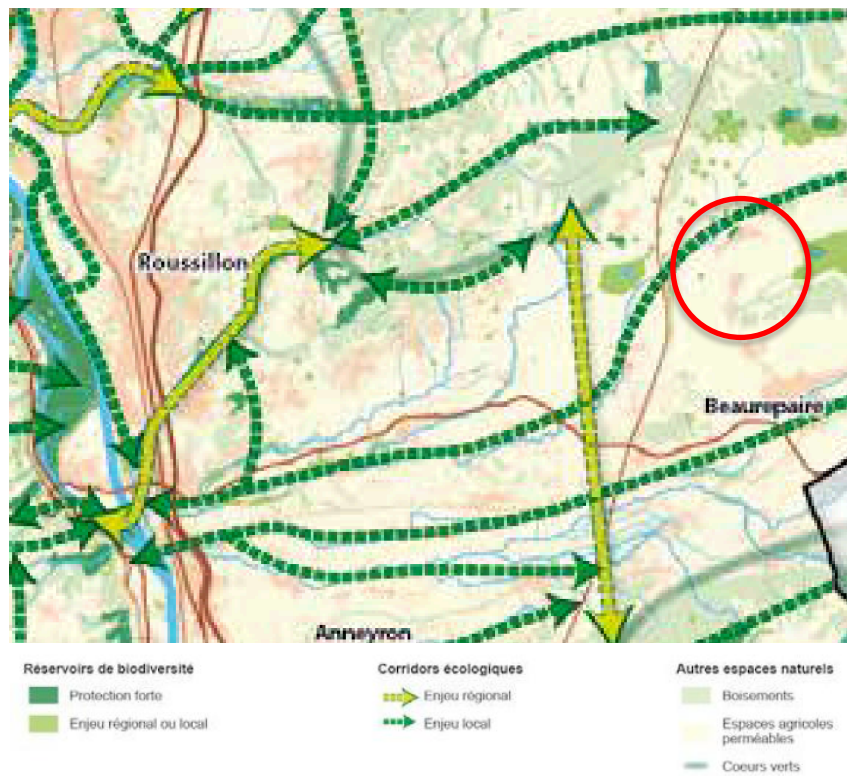 Roussillon
Beaurepaire
Anneyron
Réservoirs de biodiversité
Protection forte
Enjeu régional ou local
Corridors écologiques
Enjeu régional
Enjeu local
Autres espaces naturels
Boisements
Espaces agricoles
perméables
Coeurs verts